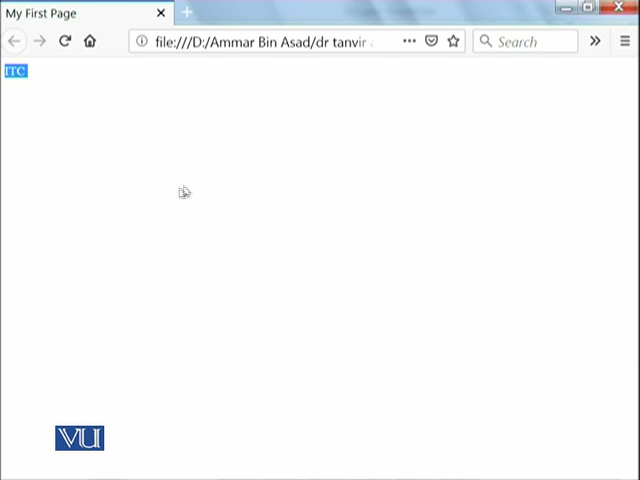 My First Page
file:///D:/Ammar Bin Asad/dr tanvir
Search
ITC
VU